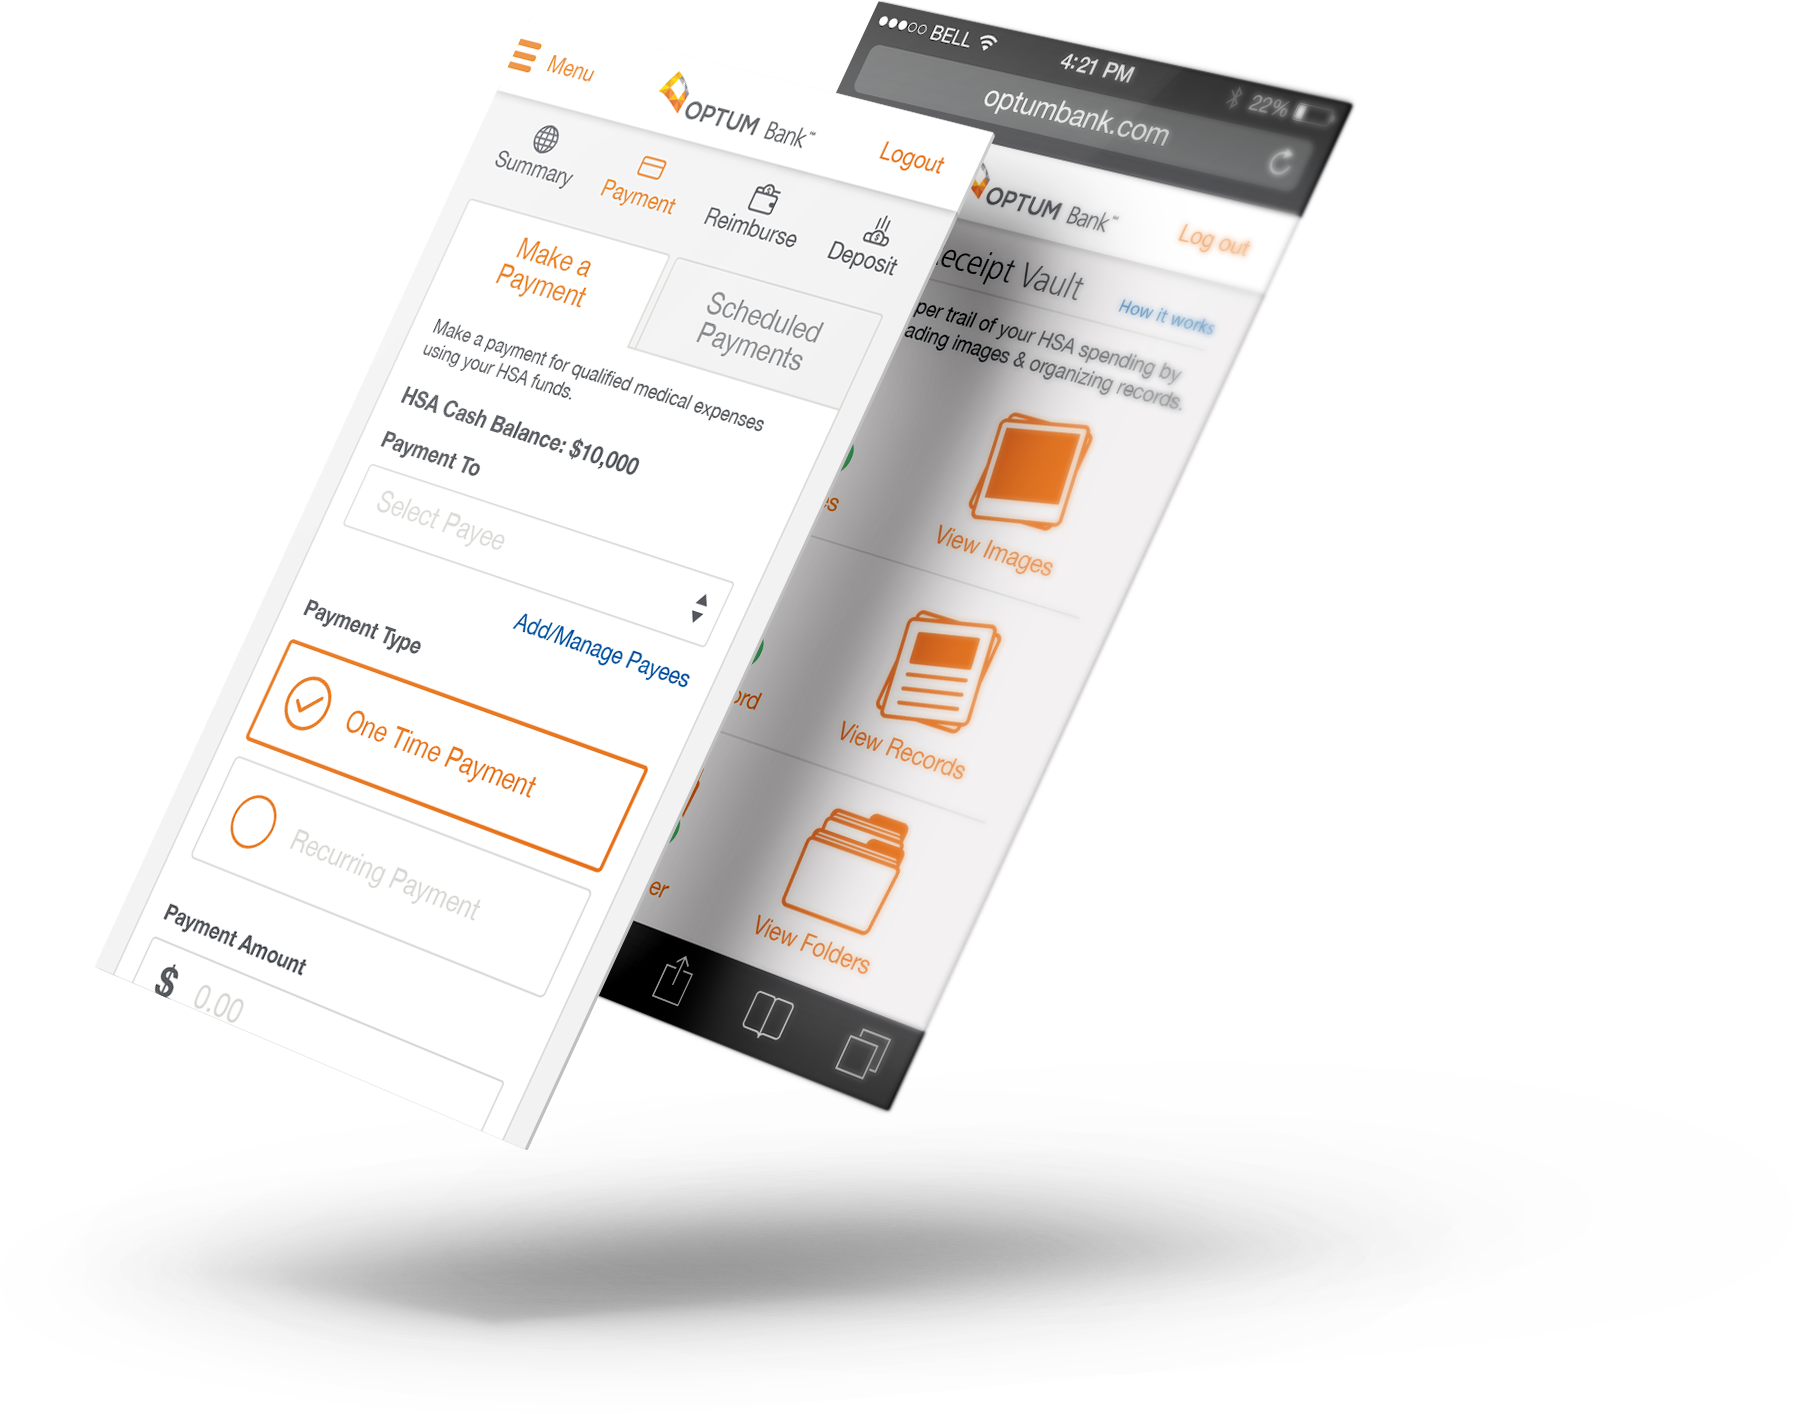 Menu
OPTUM Bank™
Logout
Summary
Payment
Reimburse
Deposit
Make a
Payment
Scheduled
Payments
Make a payment for qualified medical expenses
using your HSA funds.
HSA Cash Balance: $10,000
Payment To
Select Payee
Add/Manage Payees
Payment Type
One Time Payment
Recurring Payment
Payment Amount
$ 0.00
BELL
4:21 PM
22%
optumbank.com
OPTUM Bank™
Log out
eceipt Vault
How it works
per trail of your HSA spending by
ading images & organizing records.
es
View Images
ord
View Records
er
View Folders